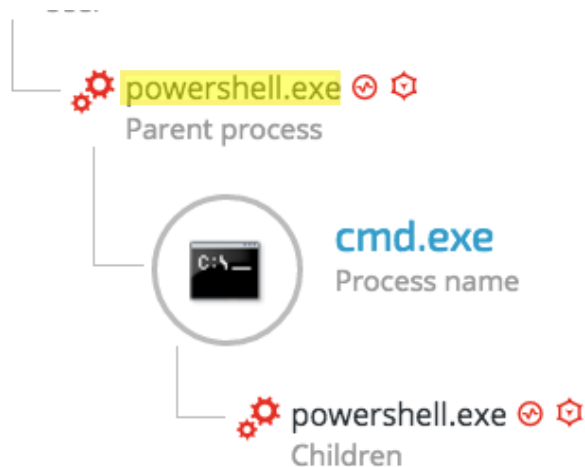 powershell.exe
Parent process
C:\
cmd.exe
Process name
powershell.exe
Children